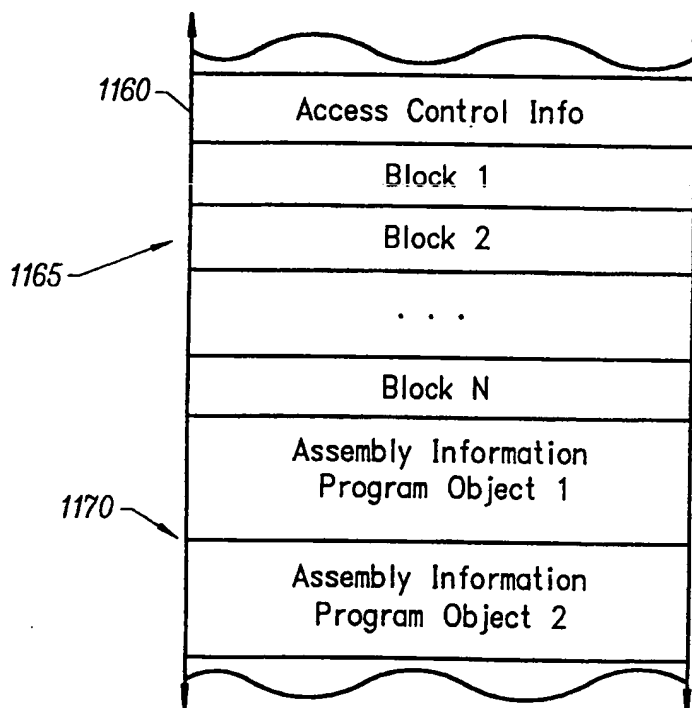 1160
Access Control Info
Block 1
Block 2
1165
. . .
Block N
Assembly Information
Program Object 1
1170
Assembly Information
Program Object 2